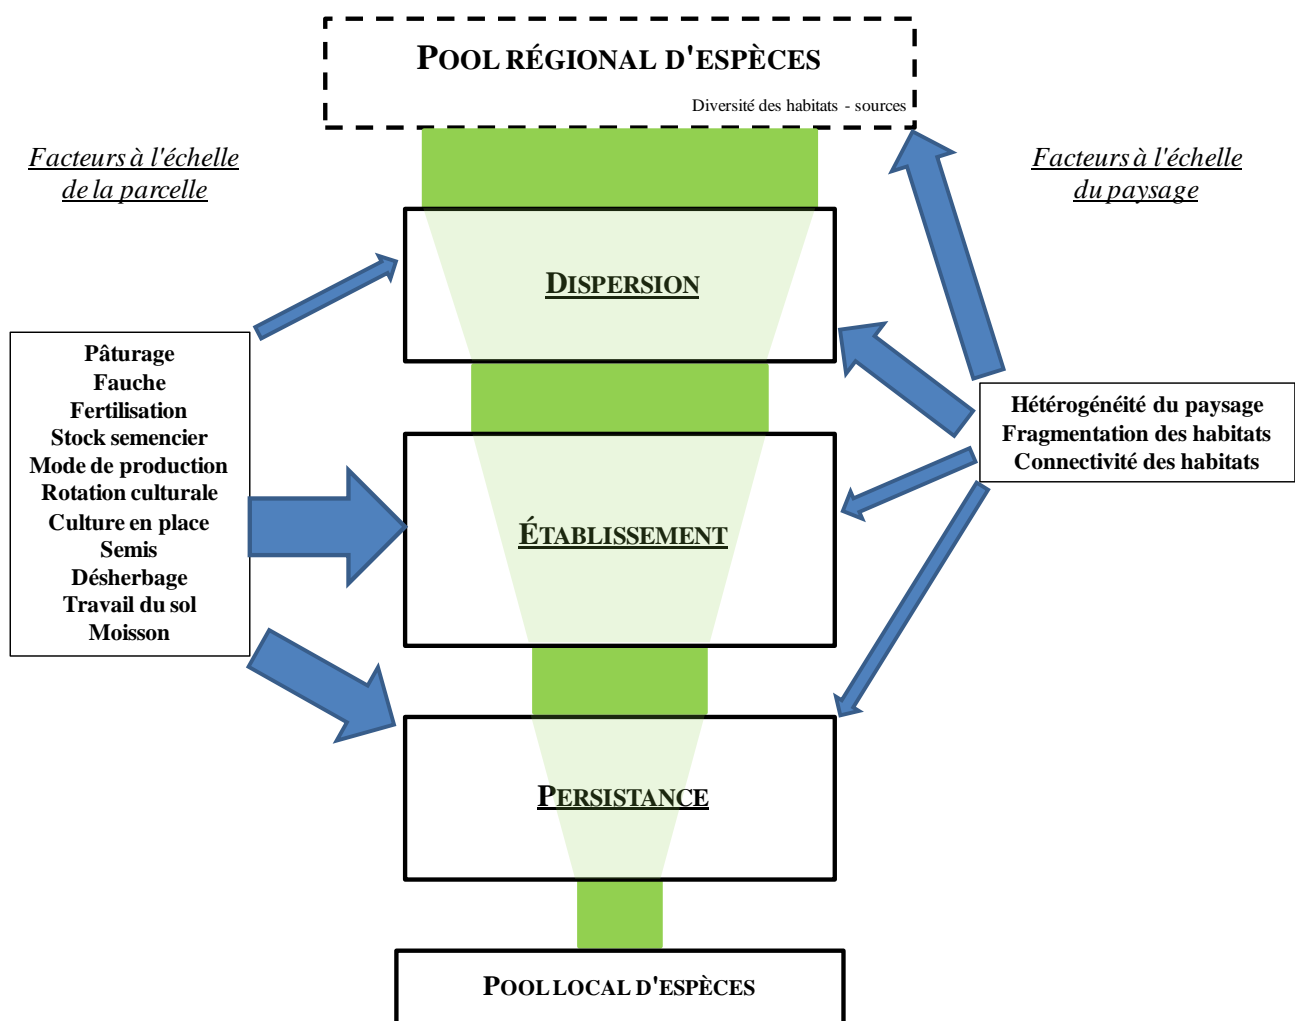 POOL RÉGIONAL D'ESPÈCES
Diversité des habitats - sources
Facteurs à l'échelle
de la parcelle
Facteurs à l'échelle
du paysage
DISPERSION
Pâturage
Fauche
Fertilisation
Stock semencier
Mode de production
Rotation culturale
Culture en place
Semis
Désherbage
Travail du sol
Moisson
Hétérogénéité du paysage
Fragmentation des habitats
Connectivité des habitats
ÉTABLISSEMENT
PERSISTANCE
POOL LOCAL D'ESPÈCES